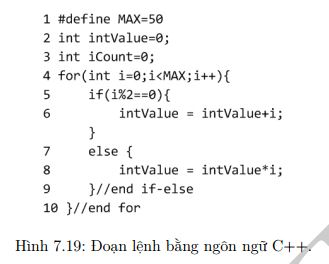 1 #define MAX=50
2 int intValue=0;
3 int iCount=0;
4 for(int i=0;i<MAX;i++){
5 if(i%2==0){
6 intValue = intValue+i;
}
7 else {
8 intValue = intValue*i;
9 }//end if-else
10 }//end for
Hình 7.19: Đoạn lệnh bằng ngôn ngữ C++.